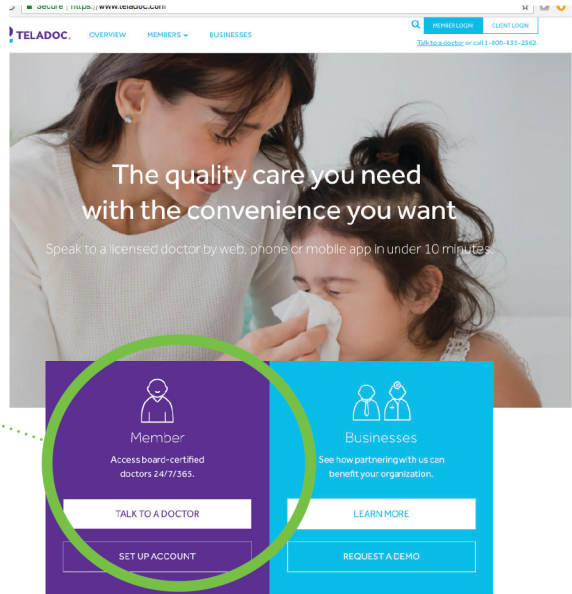 Secure | https://www.teladoc.com
TELADOC. OVERVIEW MEMBERS BUSINESSES
MEMBER LOGIN CLIENT LOGIN
Talk to a doctor or call 1-800-835-2362.
The quality care you need
with the convenience you want
Speak to a licensed doctor by web, phone or mobile app in under 10 minutes.
Member
Access board-certified
doctors 24/7/365.
TALK TO A DOCTOR
SET UP ACCOUNT
Businesses
See how partnering with us can
benefit your organization.
LEARN MORE
REQUEST A DEMO